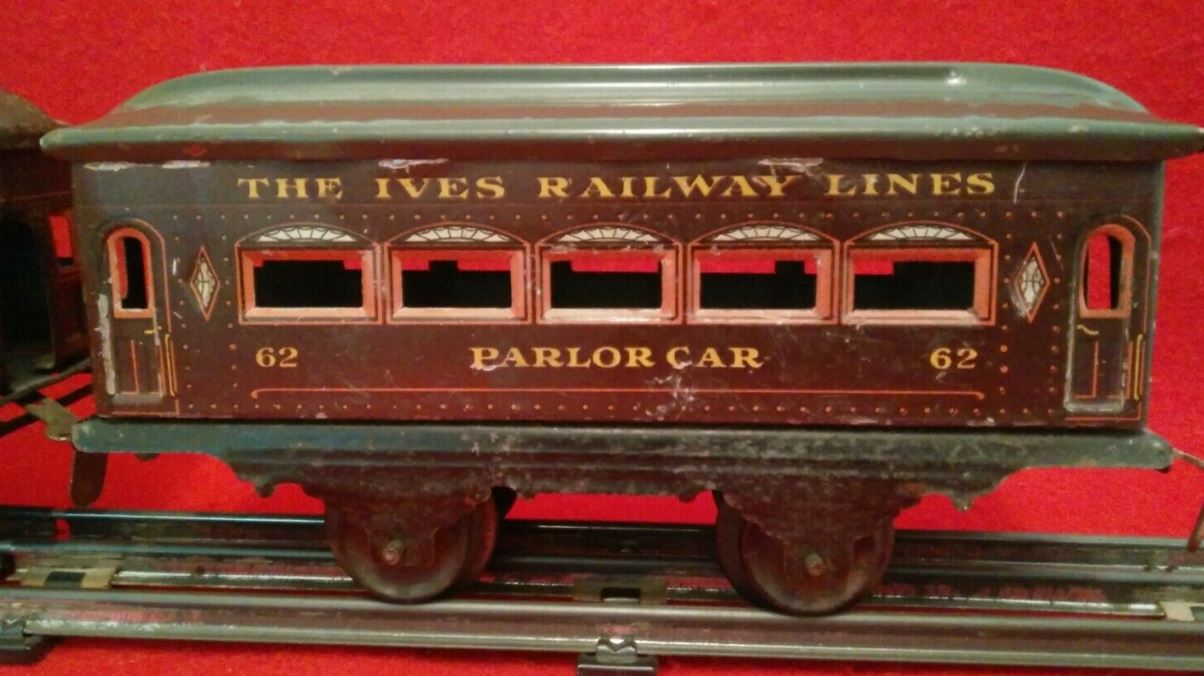 THE IVES RAILWAY LINES
62 PARLOR CAR 62